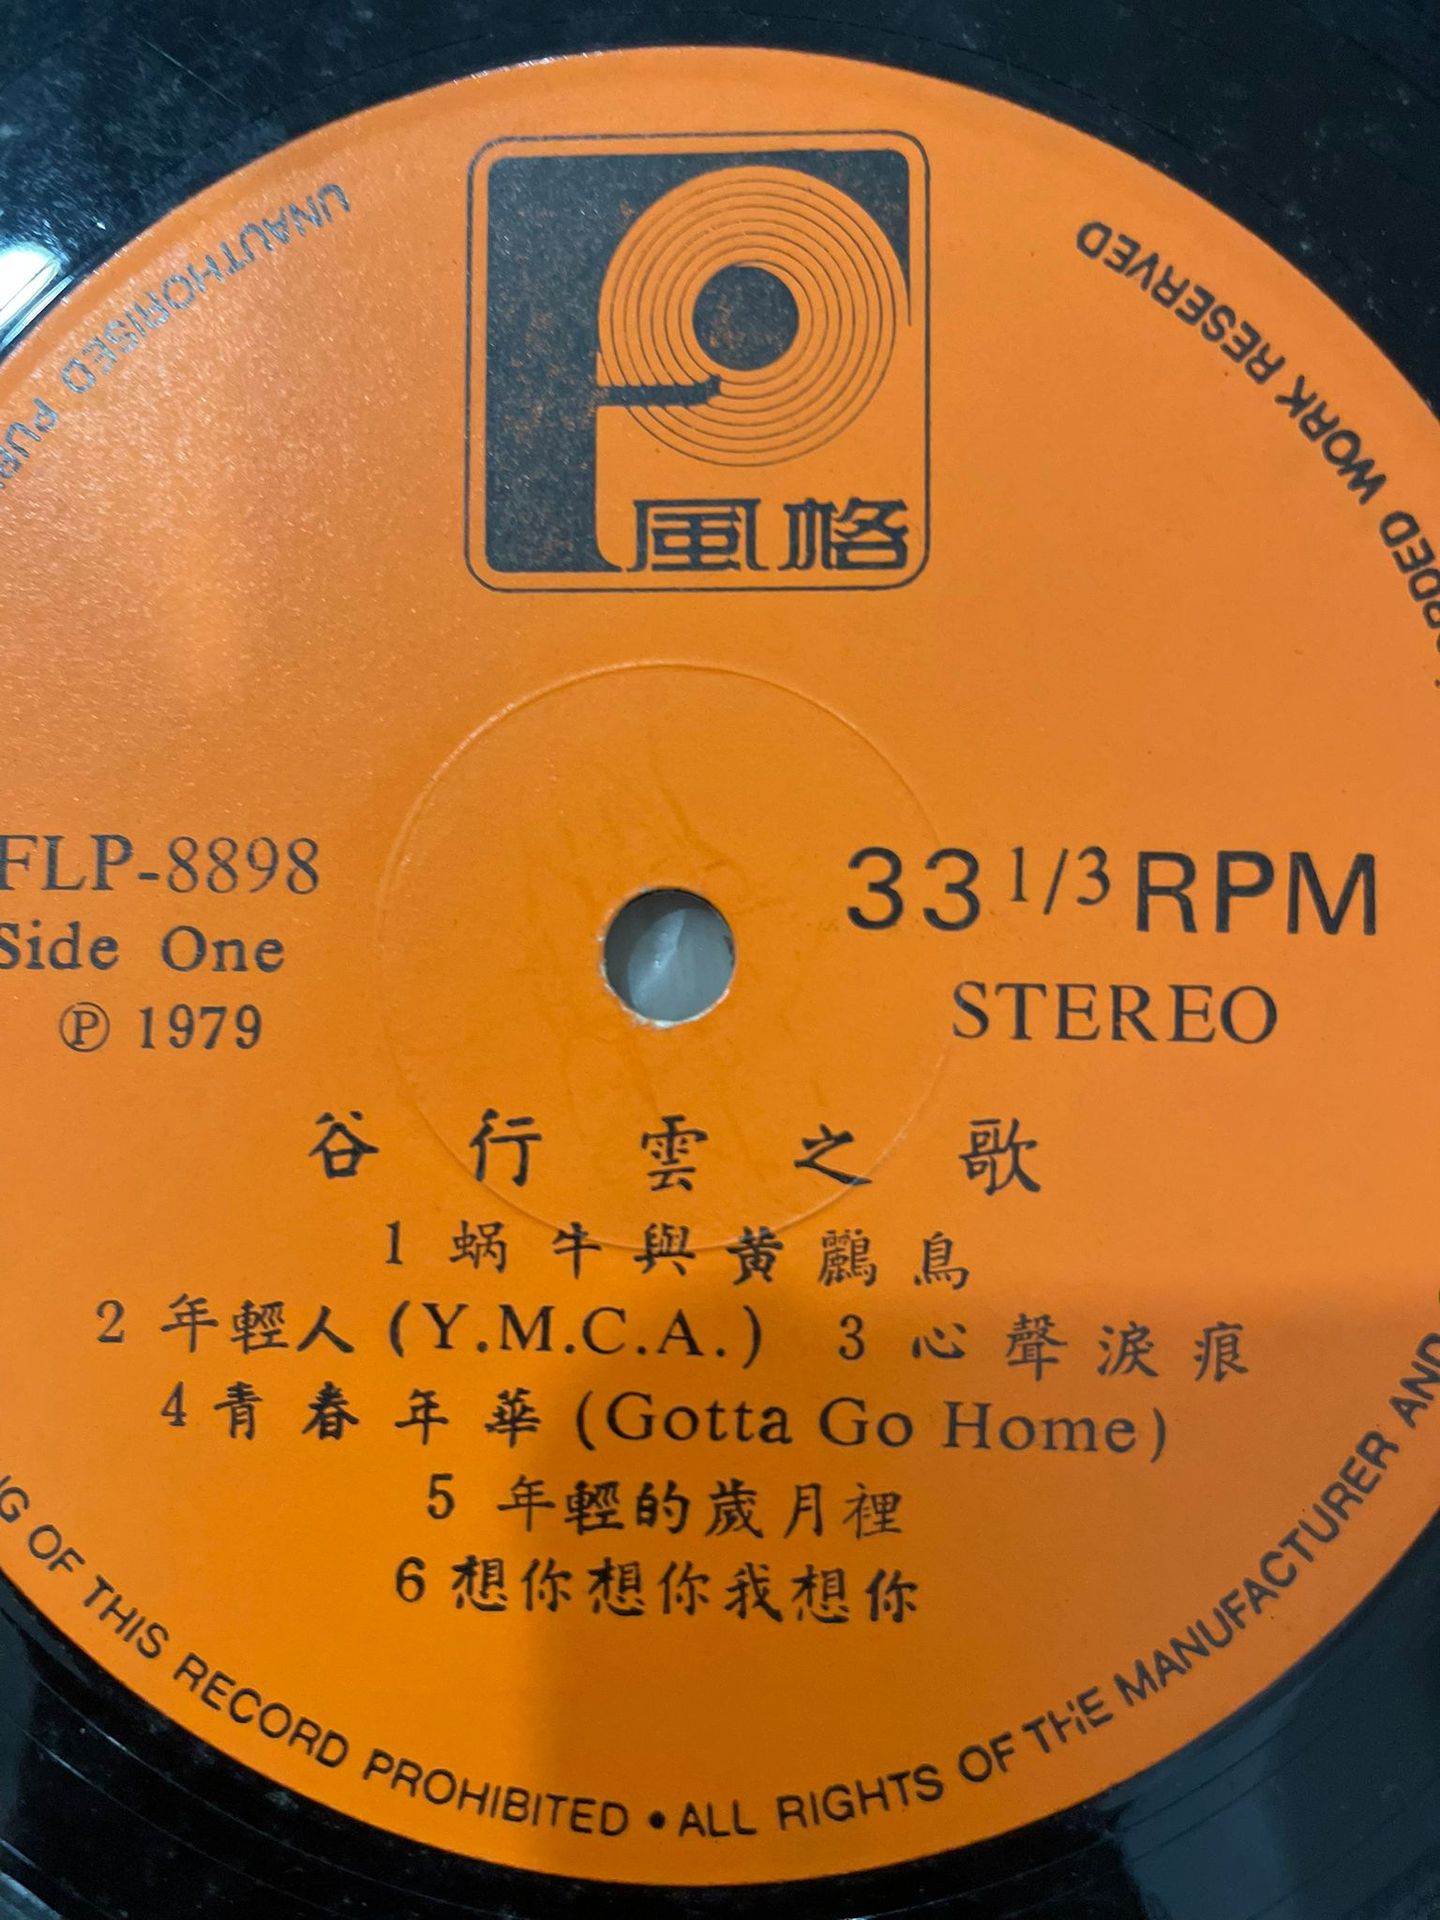 風格
FLP-8898
Side One
Ⓟ 1979
33 1/3 RPM
STEREO
谷行雲之歌
1 蝸牛與黃鸝鳥
2 年輕人 (Y.M.C.A.) 3 心聲淚痕
4 青春年華 (Gotta Go Home)
5 年輕的歲月裡
6 想你想你我想你
UNAUTHORISED
OF THIS RECORD PROHIBITED • ALL RIGHTS OF THE MANUFACTURER AND
WORK RESERVED